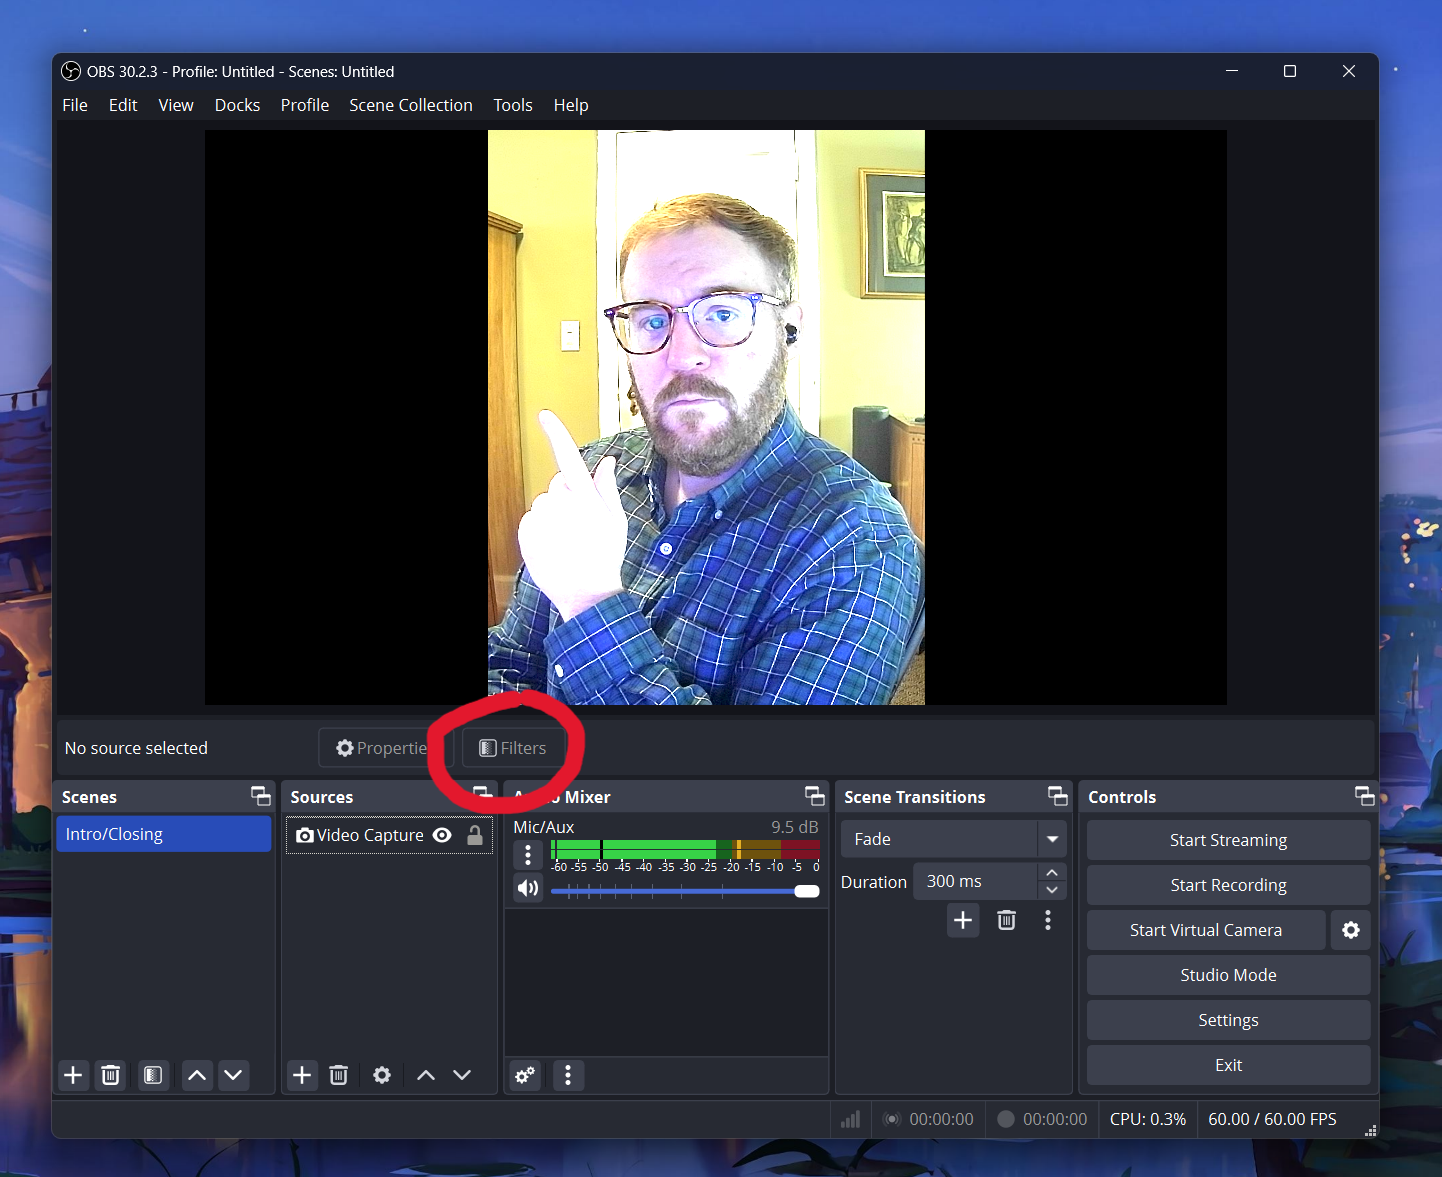 OBS 30.2.3 - Profile: Untitled - Scenes: Untitled
File Edit View Docks Profile Scene Collection Tools Help
No source selected
Propertie
Filters
Scenes
Intro/Closing
Sources
Video Capture
Mixer
Mic/Aux 9.5 dB
-60 -55 -50 -45 -40 -35 -30 -25 -20 -15 -10 -5 0
Scene Transitions
Fade
Duration 300 ms
Controls
Start Streaming
Start Recording
Start Virtual Camera
Studio Mode
Settings
Exit
00:00:00 00:00:00 CPU: 0.3% 60.00 / 60.00 FPS